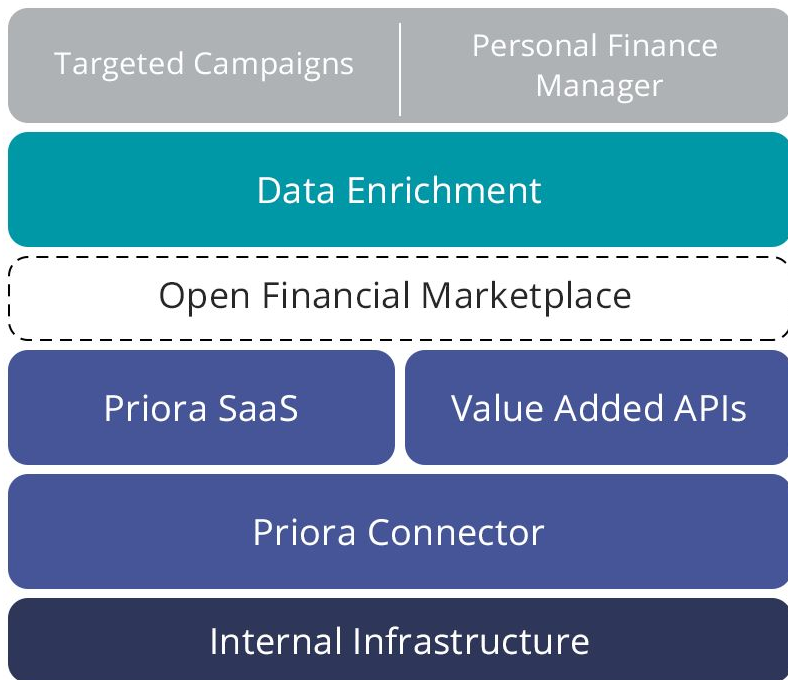 Targeted Campaigns
Personal Finance
Manager
Data Enrichment
Open Financial Marketplace
Priora SaaS
Value Added APIs
Priora Connector
Internal Infrastructure